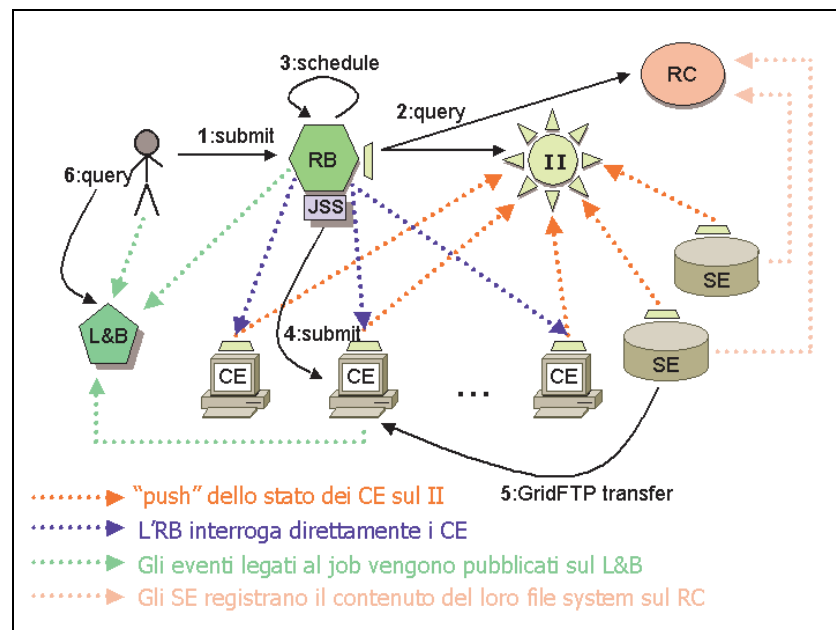 3:schedule
RC
2:query
1:submit
RB
II
6:query
JSS
SE
4:submit
L&B
CE
CE
...
CE
SE
5:GridFTP transfer
“push” dello stato dei CE sul II
L’RB interroga direttamente i CE
Gli eventi legati al job vengono pubblicati sul L&B
Gli SE registrano il contenuto del loro file system sul RC